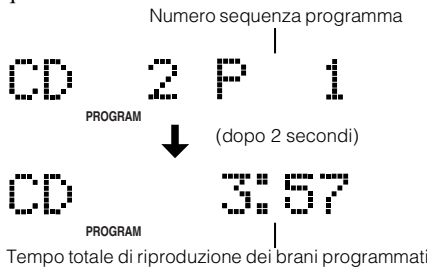 Numero sequenza programma
CD 2 P 1
PROGRAM
(dopo 2 secondi)
CD 3:57
PROGRAM
Tempo totale di riproduzione dei brani programmati